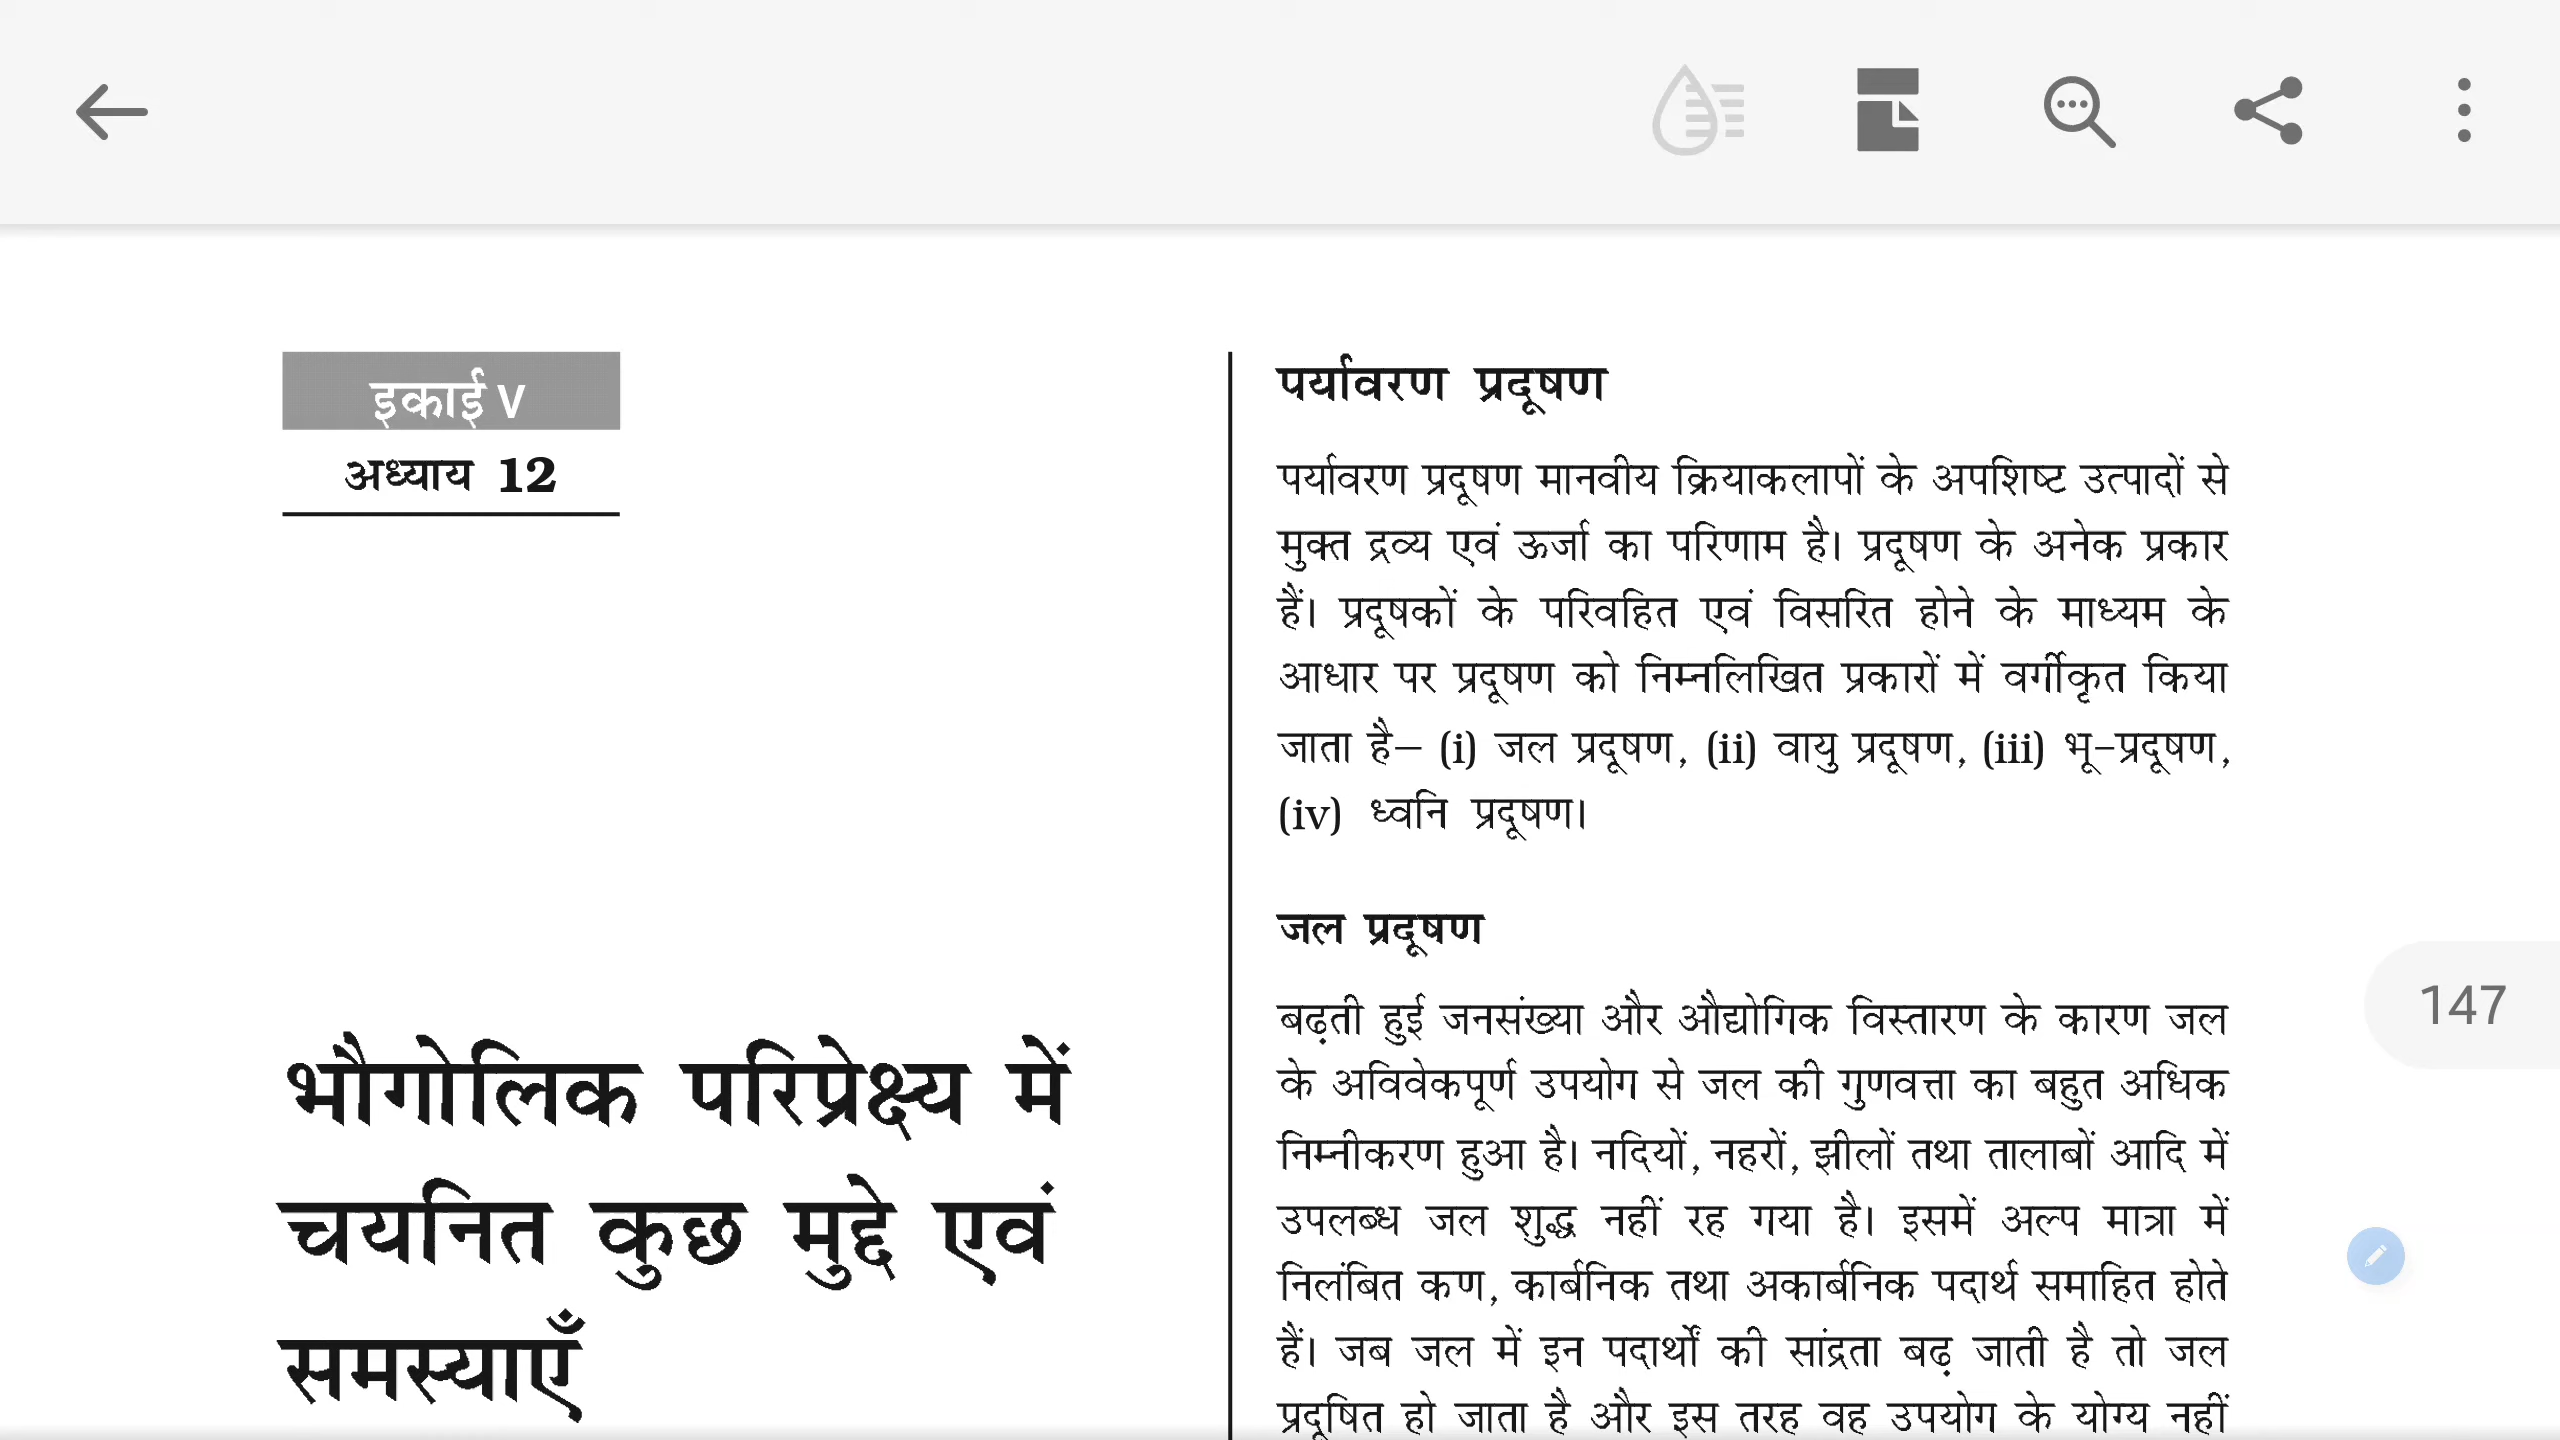 इकाई V
अध्याय 12
भौगोलिक परिप्रेक्ष्य में
चयनित कुछ मुद्दे एवं
समस्याएँ
पर्यावरण प्रदूषण
पर्यावरण प्रदूषण मानवीय क्रियाकलापों के अपशिष्ट उत्पादों से
मुक्त द्रव्य एवं ऊर्जा का परिणाम है। प्रदूषण के अनेक प्रकार
हैं। प्रदूषकों के परिवहित एवं विसरित होने के माध्यम के
आधार पर प्रदूषण को निम्नलिखित प्रकारों में वर्गीकृत किया
जाता है– (i) जल प्रदूषण, (ii) वायु प्रदूषण, (iii) भू-प्रदूषण,
(iv) ध्वनि प्रदूषण।
जल प्रदूषण
बढ़ती हुई जनसंख्या और औद्योगिक विस्तारण के कारण जल
के अविवेकपूर्ण उपयोग से जल की गुणवत्ता का बहुत अधिक
निम्नीकरण हुआ है। नदियों, नहरों, झीलों तथा तालाबों आदि में
उपलब्ध जल शुद्ध नहीं रह गया है। इसमें अल्प मात्रा में
निलंबित कण, कार्बनिक तथा अकार्बनिक पदार्थ समाहित होते
हैं। जब जल में इन पदार्थों की सांद्रता बढ़ जाती है तो जल
प्रदूषित हो जाता है और इस तरह वह उपयोग के योग्य नहीं
147